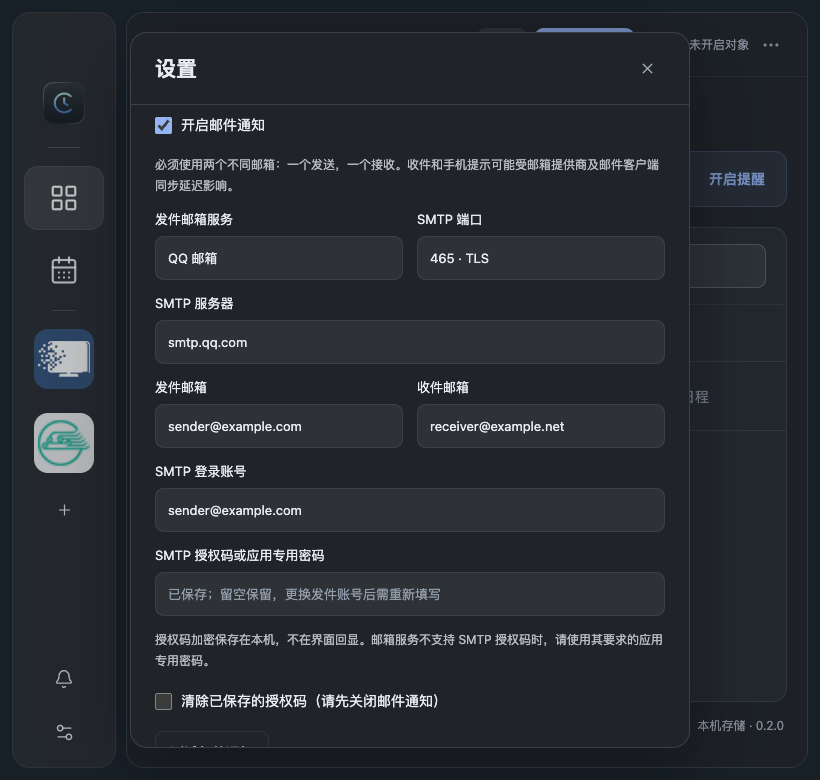 设置
未开启对象
开启邮件通知
必须使用两个不同邮箱：一个发送，一个接收。收件和手机提示可能受邮箱提供商及邮件客户端
同步延迟影响。
开启提醒
发件邮箱服务
SMTP 端口
QQ 邮箱
465 · TLS
SMTP 服务器
smtp.qq.com
发件邮箱
收件邮箱
日程
sender@example.com
receiver@example.net
SMTP 登录账号
sender@example.com
SMTP 授权码或应用专用密码
已保存；留空保留，更换发件账号后需重新填写
授权码加密保存在本机，不在界面回显。邮箱服务不支持 SMTP 授权码时，请使用其要求的应用
专用密码。
清除已保存的授权码（请先关闭邮件通知）
本机存储 · 0.2.0